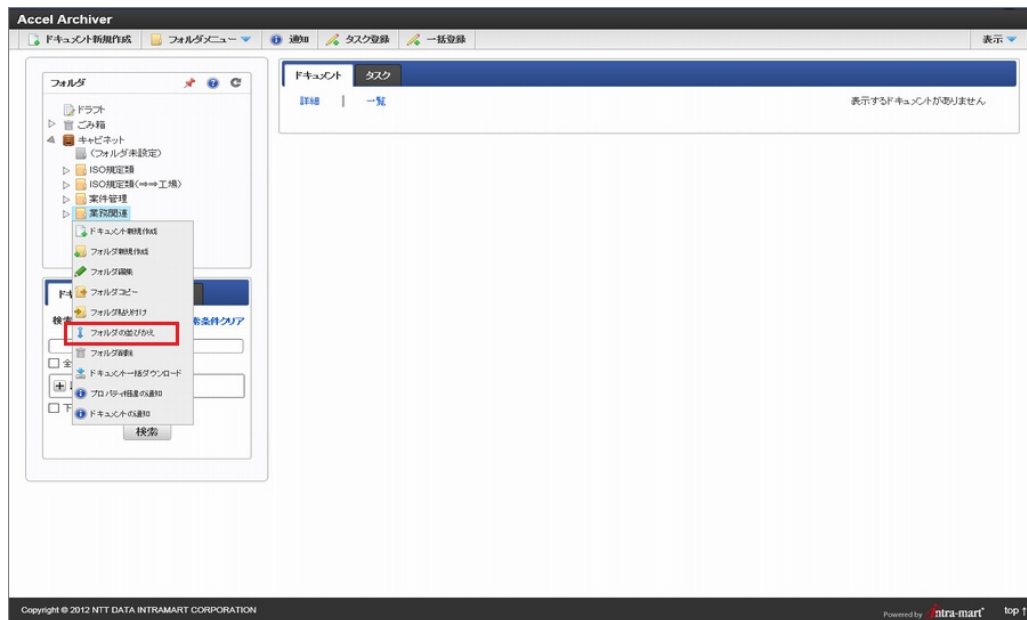 Accel Archiver
ドキュメント新規作成 フォルダメニュー 通知 タスク登録 一括登録 表示
フォルダ
ドラフト
ごみ箱
キャビネット
(フォルダ未設定)
ISO規定類
ISO規定類(⇒⇒工場)
案件管理
業務関連
ドキュメント新規作成
フォルダ新規作成
フォルダ編集
フォルダコピー
フォルダ貼り付け
フォルダの並びかえ
フォルダ削除
ドキュメント一括ダウンロード
プロパティ権限の通知
ドキュメントの通知
検索 索条件クリア
全
下
検索
ドキュメント タスク
詳細 | 一覧
表示するドキュメントがありません
Copyright © 2012 NTT DATA INTRAMART CORPORATION
Powered by intra-mart top ↑